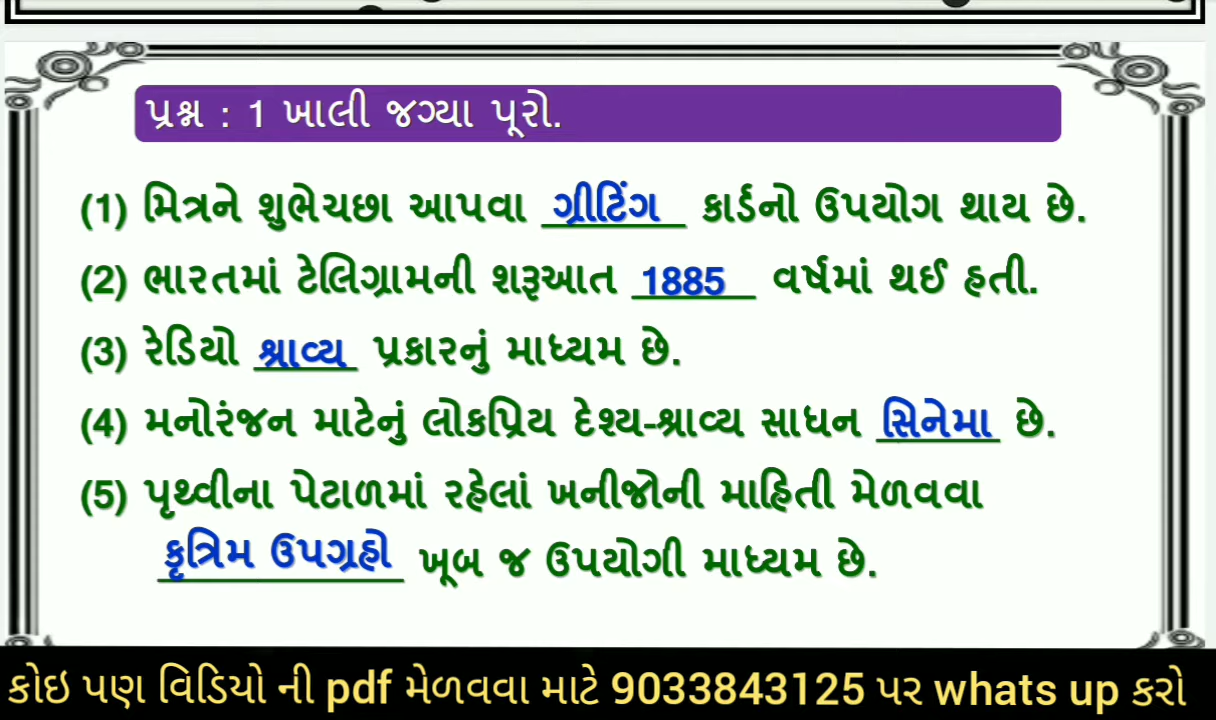 પ્રશ્ન : 1 ખાલી જગ્યા પૂરો.
(1) મિત્રને શુભેચછા આપવા ગ્રીટિંગ કાર્ડનો ઉપયોગ થાય છે.
(2) ભારતમાં ટેલિગ્રામની શરૂઆત 1885 વર્ષમાં થઈ હતી.
(3) રેડિયો શ્રાવ્ય પ્રકારનું માધ્યમ છે.
(4) મનોરંજન માટેનું લોકપ્રિય દેશ્ય-શ્રાવ્ય સાધન સિનેમા છે.
(5) પૃથ્વીના પેટાળમાં રહેલાં ખનીજોની માહિતી મેળવવા
કૃત્રિમ ઉપગ્રહો ખૂબ જ ઉપયોગી માધ્યમ છે.
કોઇ પણ વિડિયો ની pdf મેળવવા માટે 9033843125 પર whats up કરો